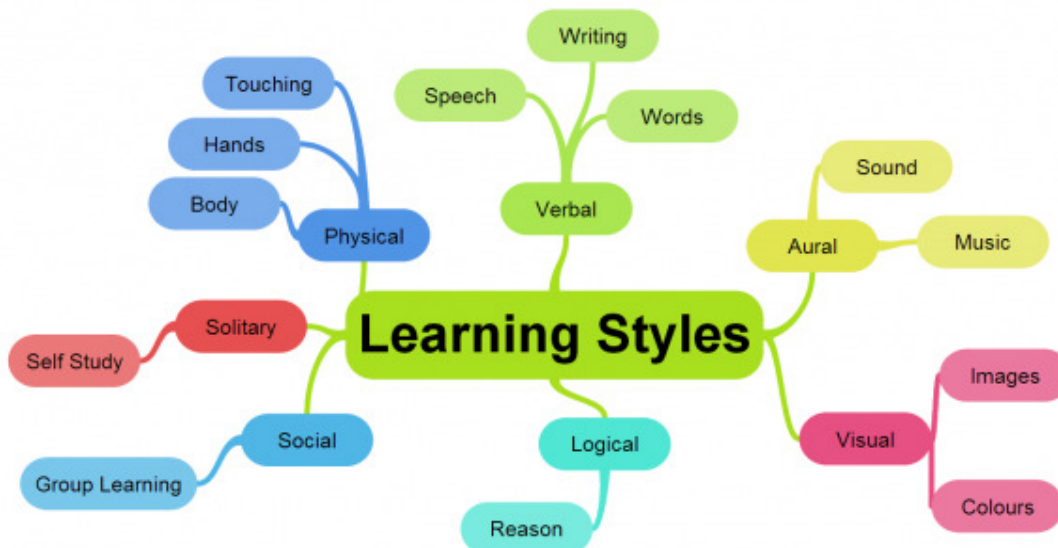 Writing
Touching
Speech
Words
Hands
Sound
Body
Verbal
Physical
Aural
Music
Solitary
Learning Styles
Self Study
Images
Social
Logical
Visual
Group Learning
Reason
Colours